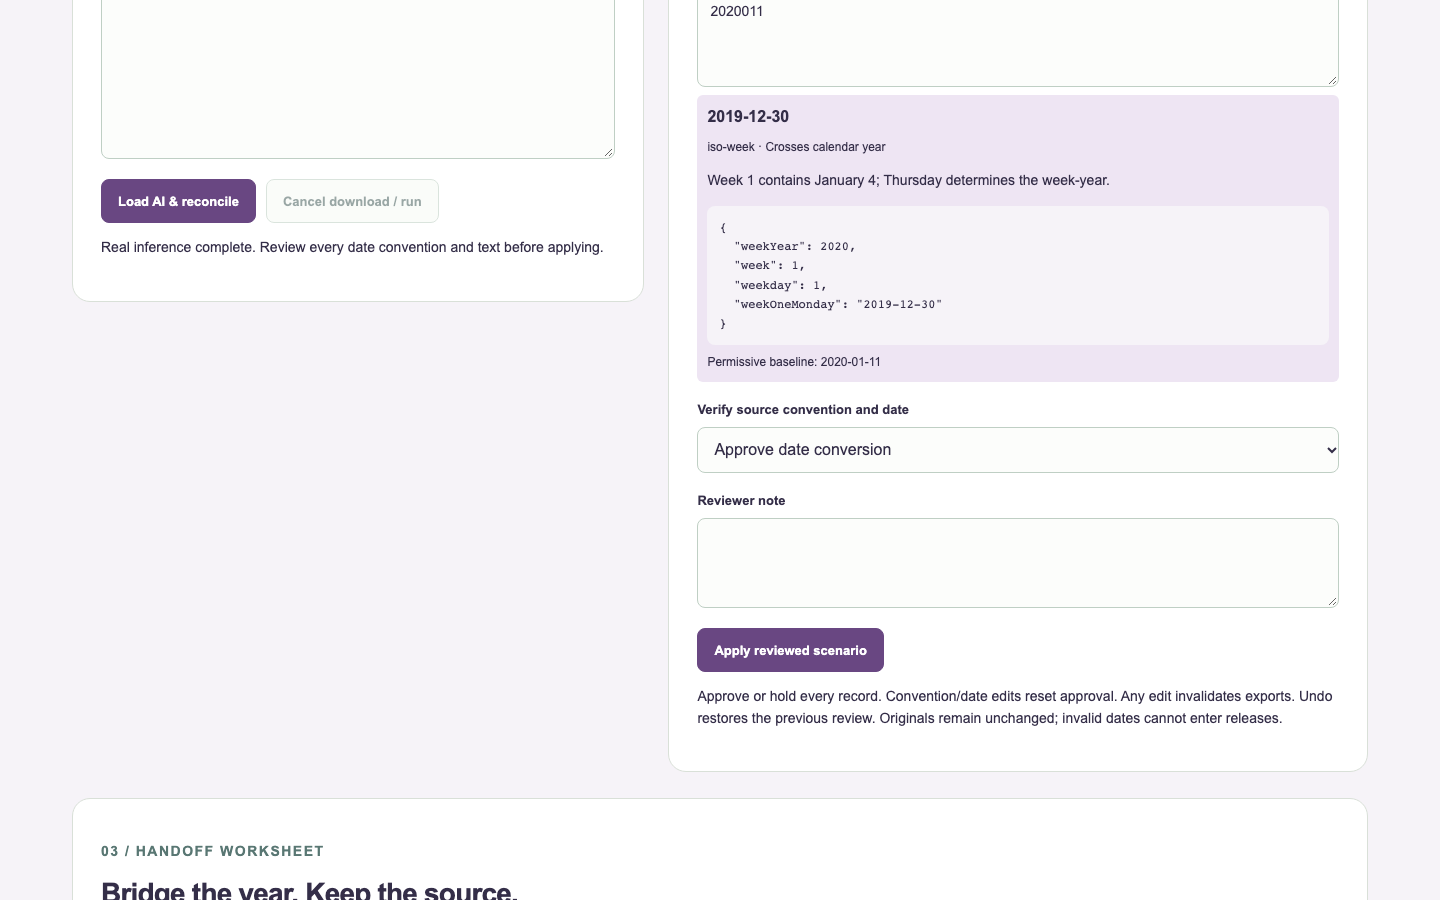 2020011
2019-12-30
iso-week · Crosses calendar year
Week 1 contains January 4; Thursday determines the week-year.
{
  "weekYear": 2020,
  "week": 1,
  "weekday": 1,
  "weekOneMonday": "2019-12-30"
}
Permissive baseline: 2020-01-11
Load AI & reconcile
Cancel download / run
Real inference complete. Review every date convention and text before applying.
Verify source convention and date
Approve date conversion
Reviewer note
Apply reviewed scenario
Approve or hold every record. Convention/date edits reset approval. Any edit invalidates exports. Undo
restores the previous review. Originals remain unchanged; invalid dates cannot enter releases.
03 / HANDOFF WORKSHEET
Bridge the year. Keep the source.